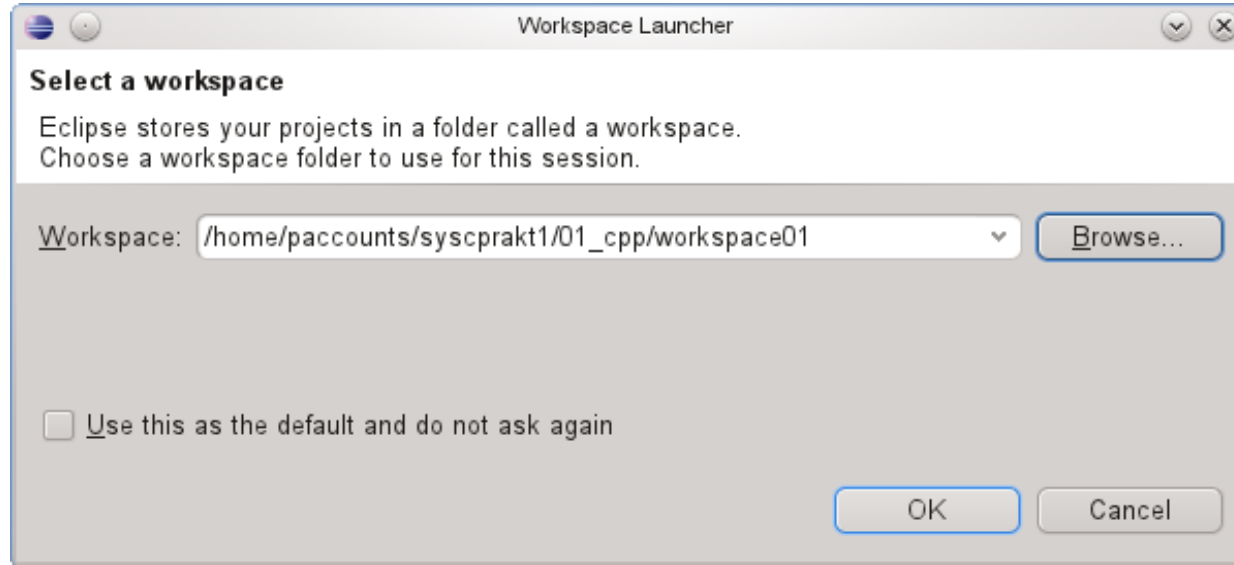 Workspace Launcher
Select a workspace
Eclipse stores your projects in a folder called a workspace.
Choose a workspace folder to use for this session.
Workspace: /home/paccounts/syscprakt1/01_cpp/workspace01 Browse...
Use this as the default and do not ask again
OK Cancel